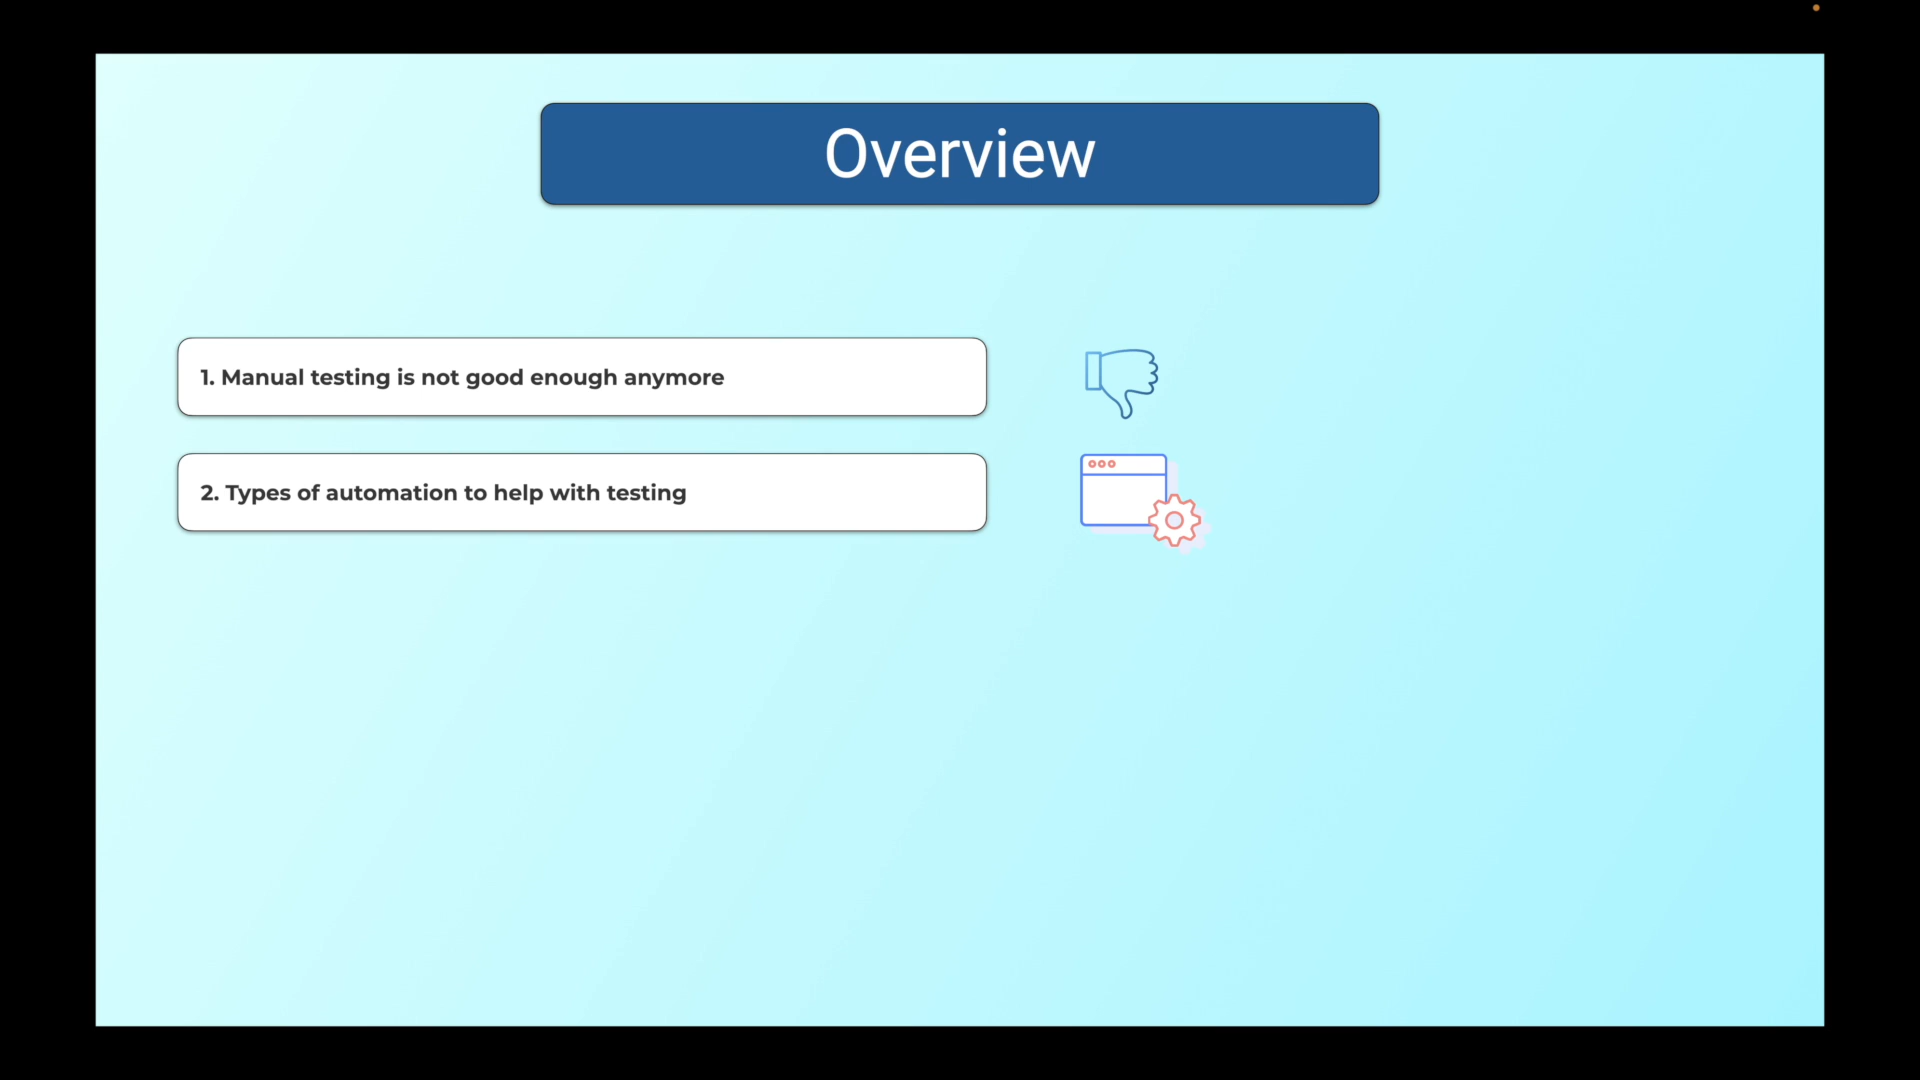 Overview
1. Manual testing is not good enough anymore
2. Types of automation to help with testing